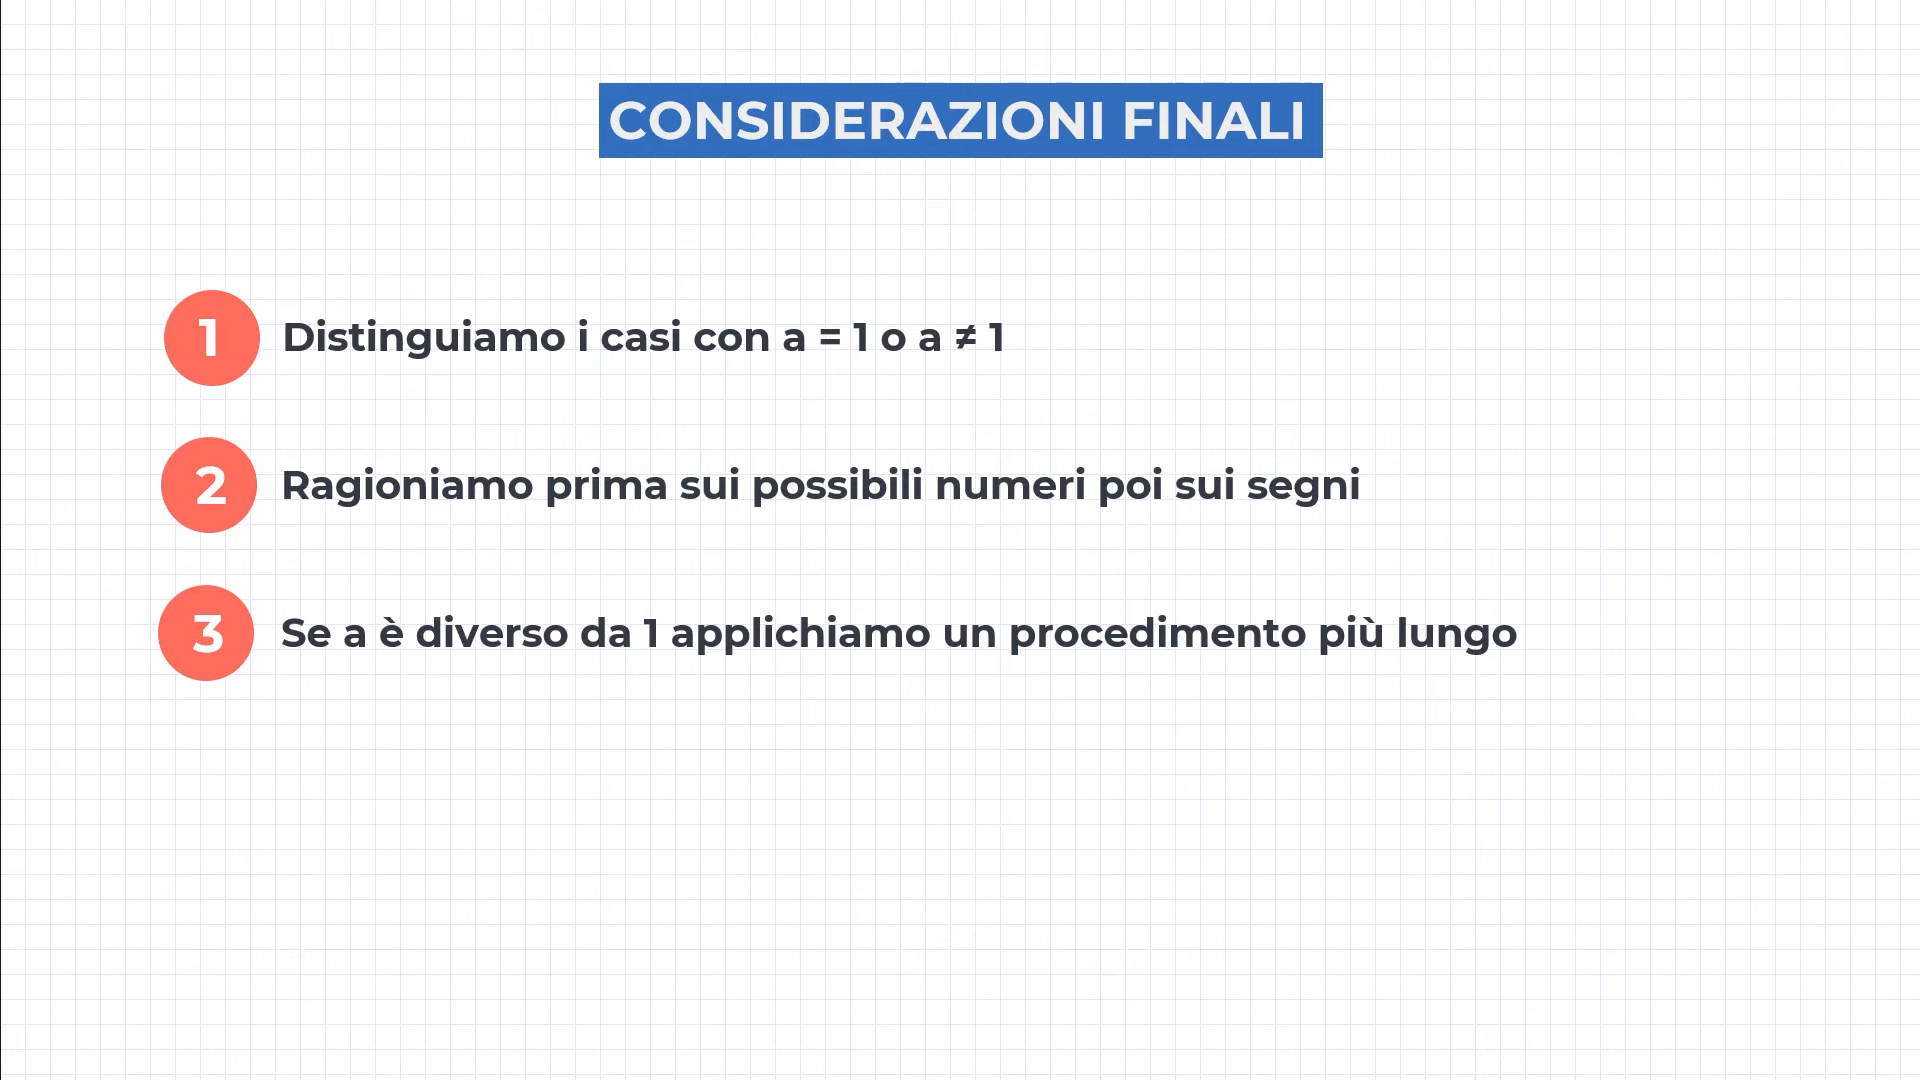 CONSIDERAZIONI FINALI
1 Distinguiamo i casi con a = 1 o a ≠ 1
2 Ragioniamo prima sui possibili numeri poi sui segni
3 Se a è diverso da 1 applichiamo un procedimento più lungo